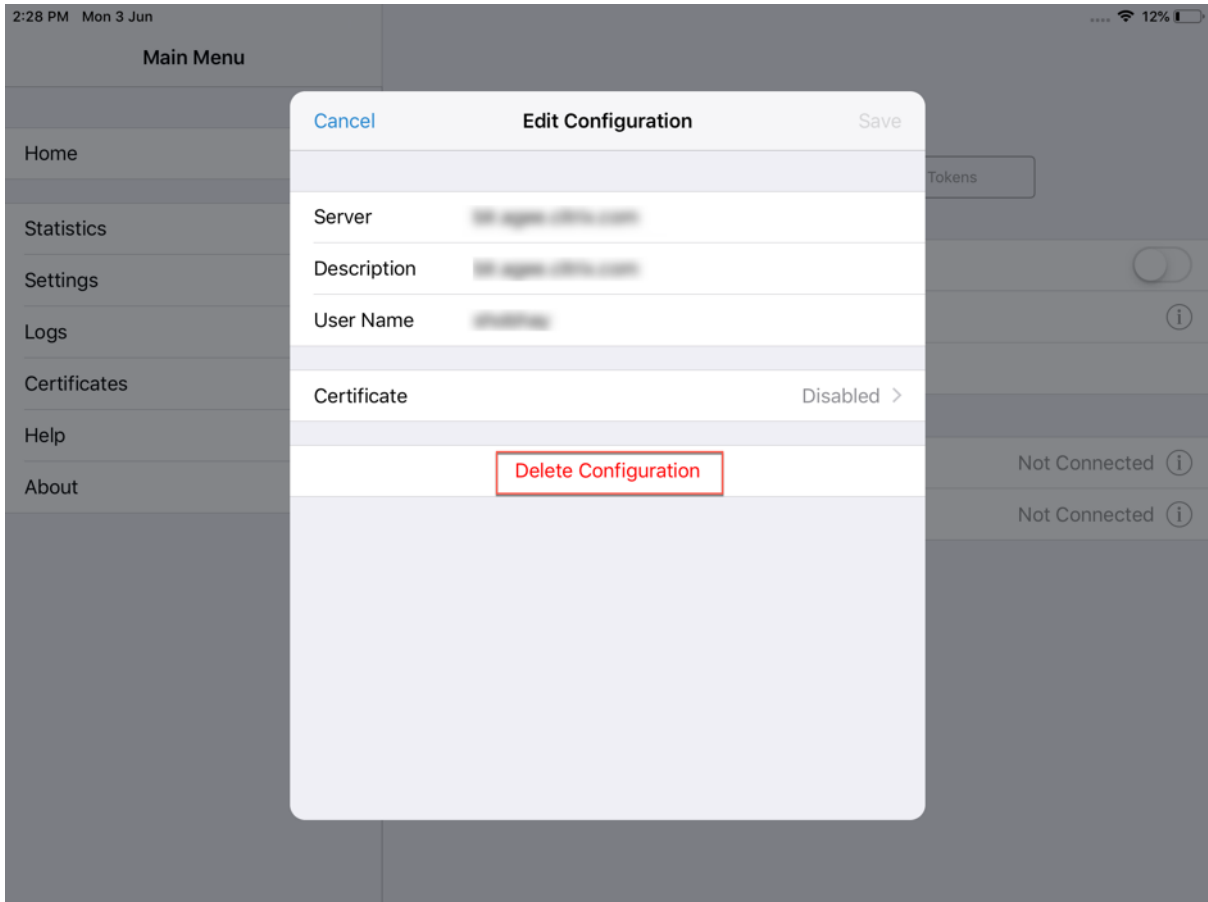 2:28 PM Mon 3 Jun
12%
Main Menu
Cancel
Edit Configuration
Save
Home
Tokens
Server
Statistics
Description
Settings
User Name
Logs
Certificates
Certificate
Disabled
Help
Not Connected
Delete Configuration
About
Not Connected